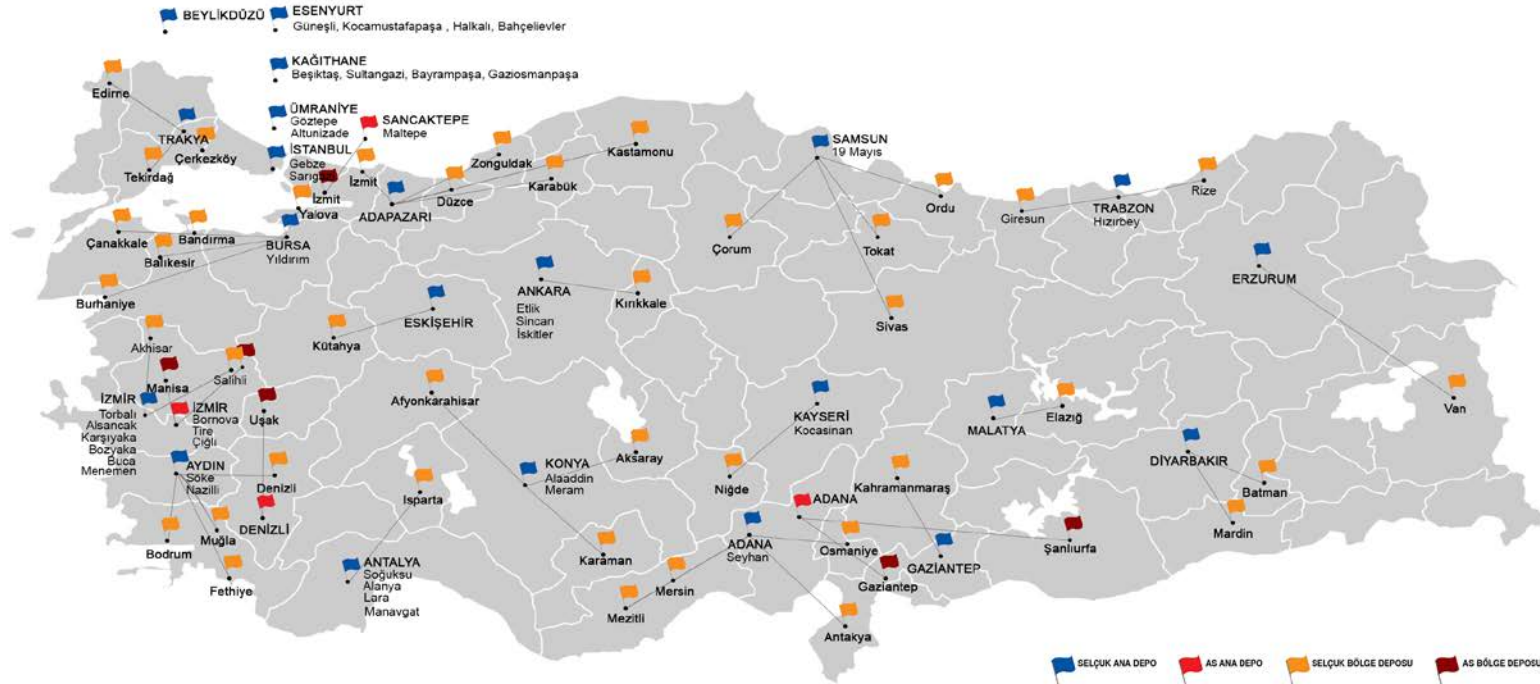 BEYLİKDÜZÜ
ESENYURT
Güneşli, Kocamustafapaşa , Halkalı, Bahçelievler
KAĞITHANE
Beşiktaş, Sultangazi, Bayrampaşa, Gaziosmanpaşa
Edirne
ÜMRANİYE
Göztepe
Altunizade
SANCAKTEPE
Maltepe
TRAKYA
Çerkezköy
Tekirdağ
İSTANBUL
Gebze
İzmit
İzmit
Yalova
ADAPAZARI
Düzce
Zonguldak
Karabük
Kastamonu
SAMSUN
19 Mayıs
Ordu
Giresun
TRABZON
Hızırbey
Rize
Çanakkale
Bandırma
Balıkesir
BURSA
Yıldırım
Burhaniye
Çorum
Tokat
Sivas
ERZURUM
ANKARA
Etlik
Sincan
İskitler
Kırıkkale
ESKİŞEHİR
Kütahya
Akhisar
Manisa
Salihli
Uşak
Afyonkarahisar
İZMİR
Torbalı
Alsancak
Karşıyaka
Bozyaka
Buca
Menemen
İZMİR
Bornova
Tire
Çiğli
KAYSERİ
Kocasinan
MALATYA
Elazığ
Van
AYDIN
Söke
Nazilli
Denizli
DENİZLİ
Isparta
KONYA
Alaaddin
Meram
Aksaray
Niğde
Kahramanmaraş
DİYARBAKIR
Batman
Mardin
Bodrum
Muğla
Fethiye
ANTALYA
Soğuksu
Alanya
Lara
Manavgat
Karaman
Mersin
Mezitli
ADANA
Seyhan
ADANA
Osmaniye
Gaziantep
GAZİANTEP
Şanlıurfa
Antakya
SELÇUK ANA DEPO
AS ANA DEPO
SELÇUK BÖLGE DEPOSU
AS BÖLGE DEPOSU